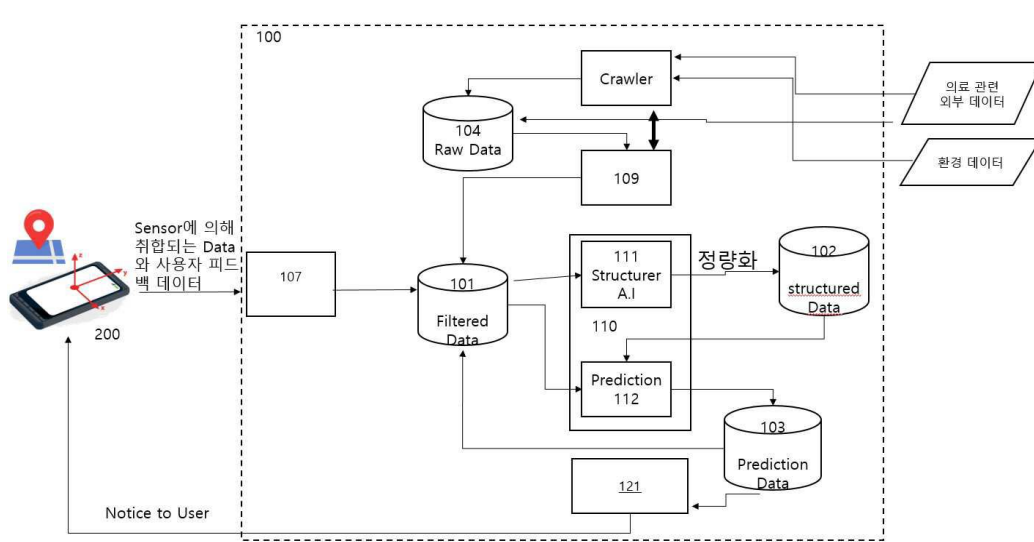 100
Crawler
의료 관련
외부 데이터
104
Raw Data
환경 데이터
109
Sensor에 의해
취합되는 Data
와 사용자 피드
백 데이터
107
101
Filtered
Data
111
Structurer
A.I
정량화
102
structured
Data
200
110
Prediction
112
103
Prediction
Data
121
Notice to User
z
y
x